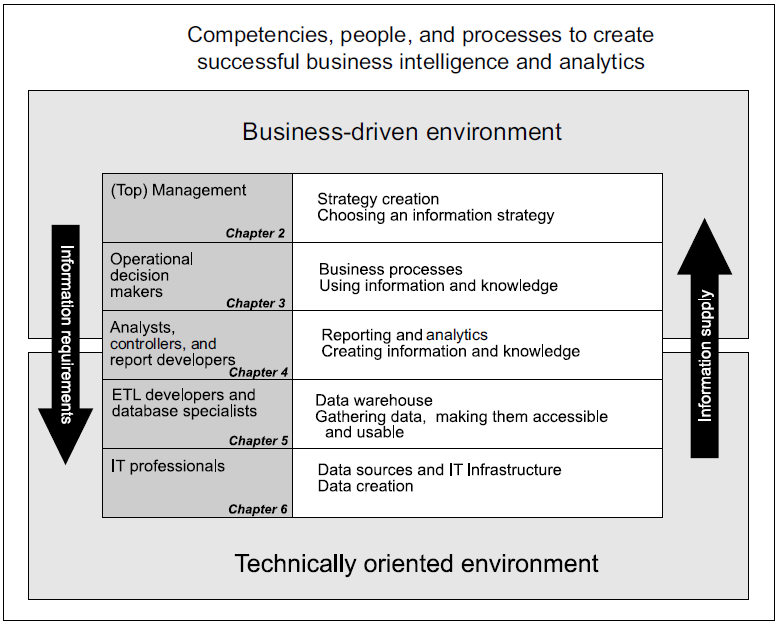 Competencies, people, and processes to create
successful business intelligence and analytics
Business-driven environment
(Top) Management
Chapter 2
Strategy creation
Choosing an information strategy
Operational
decision
makers
Chapter 3
Business processes
Using information and knowledge
Analysts,
controllers, and
report developers
Chapter 4
Reporting and analytics
Creating information and knowledge
ETL developers and
database specialists
Chapter 5
Data warehouse
Gathering data, making them accessible
and usable
IT professionals
Chapter 6
Data sources and IT Infrastructure
Data creation
Information requirements
Information supply
Technically oriented environment